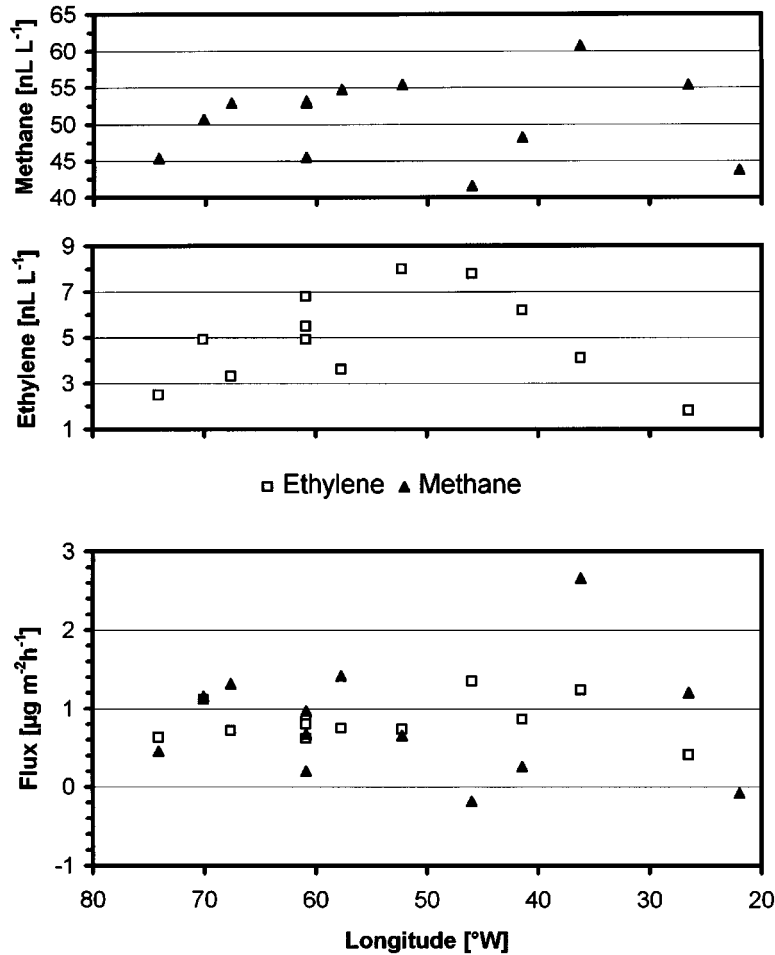 Methane [nL L⁻¹]
65
60
55
50
45
40
Ethylene [nL L⁻¹]
9
7
5
3
1
Ethylene
Methane
Flux [µg m⁻²h⁻¹]
3
2
1
0
-1
80 70 60 50 40 30 20
Longitude [°W]